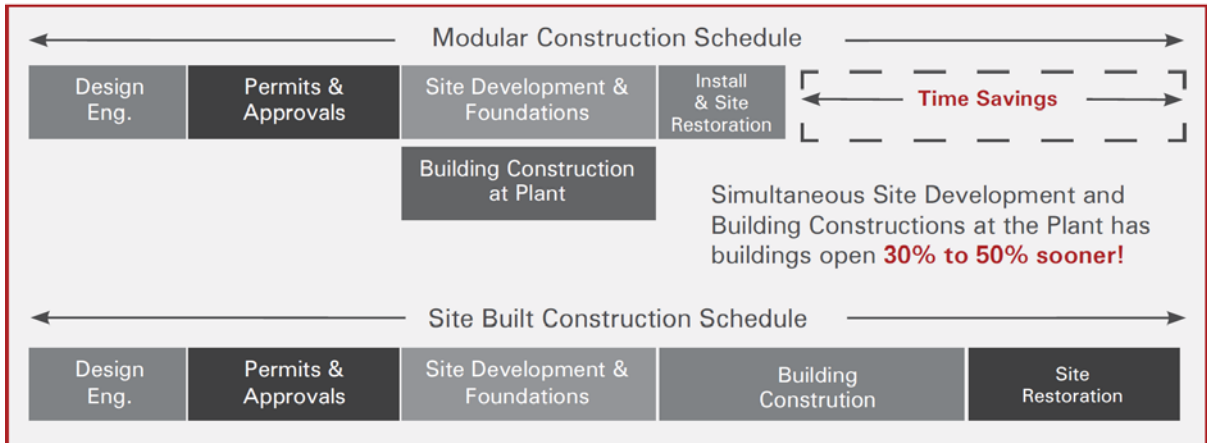 Modular Construction Schedule
Design
Eng.
Permits &
Approvals
Site Development &
Foundations
Install
& Site
Restoration
Time Savings
Building Construction
at Plant
Simultaneous Site Development and
Building Constructions at the Plant has
buildings open 30% to 50% sooner!
Site Built Construction Schedule
Design
Eng.
Permits &
Approvals
Site Development &
Foundations
Building
Constrution
Site
Restoration